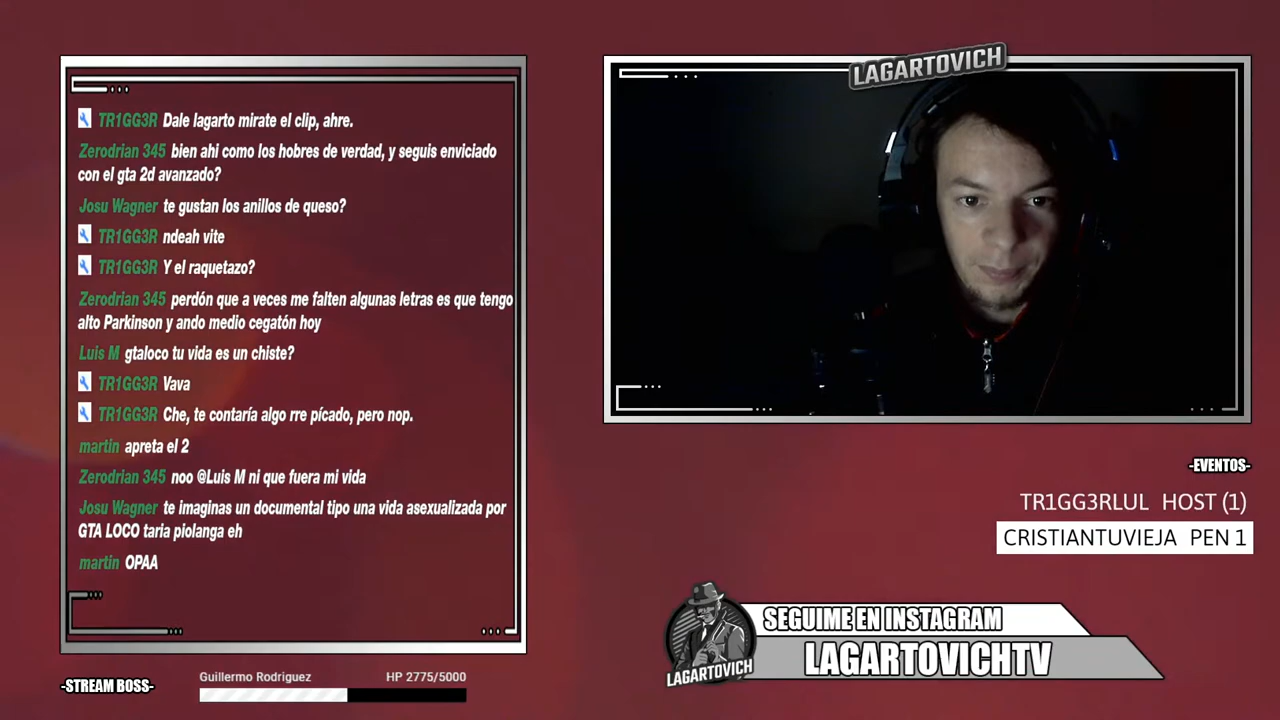 TR1GG3R Dale lagarto mirate el clip, ahre.
Zerodrian 345 bien ahi como los hobres de verdad, y seguis enviciado
con el gta 2d avanzado?
Josu Wagner te gustan los anillos de queso?
TR1GG3R ndeah vite
TR1GG3R Y el raquetazo?
Zerodrian 345 perdón que a veces me falten algunas letras es que tengo
alto Parkinson y ando medio cegatón hoy
Luis M gtaloco tu vida es un chiste?
TR1GG3R Vava
TR1GG3R Che, te contaría algo rre pícado, pero nop.
martin apreta el 2
Zerodrian 345 noo @Luis M ni que fuera mi vida
Josu Wagner te imaginas un documental tipo una vida asexualizada por
GTA LOCO taria piolanga eh
martin OPAA
-STREAM BOSS-
Guillermo Rodriguez HP 2775/5000
LAGARTOVICH
-EVENTOS-
TR1GG3RLUL HOST (1)
CRISTIANTUVIEJA PEN 1
LAGARTOVICH
SEGUIME EN INSTAGRAM
LAGARTOVICHTV